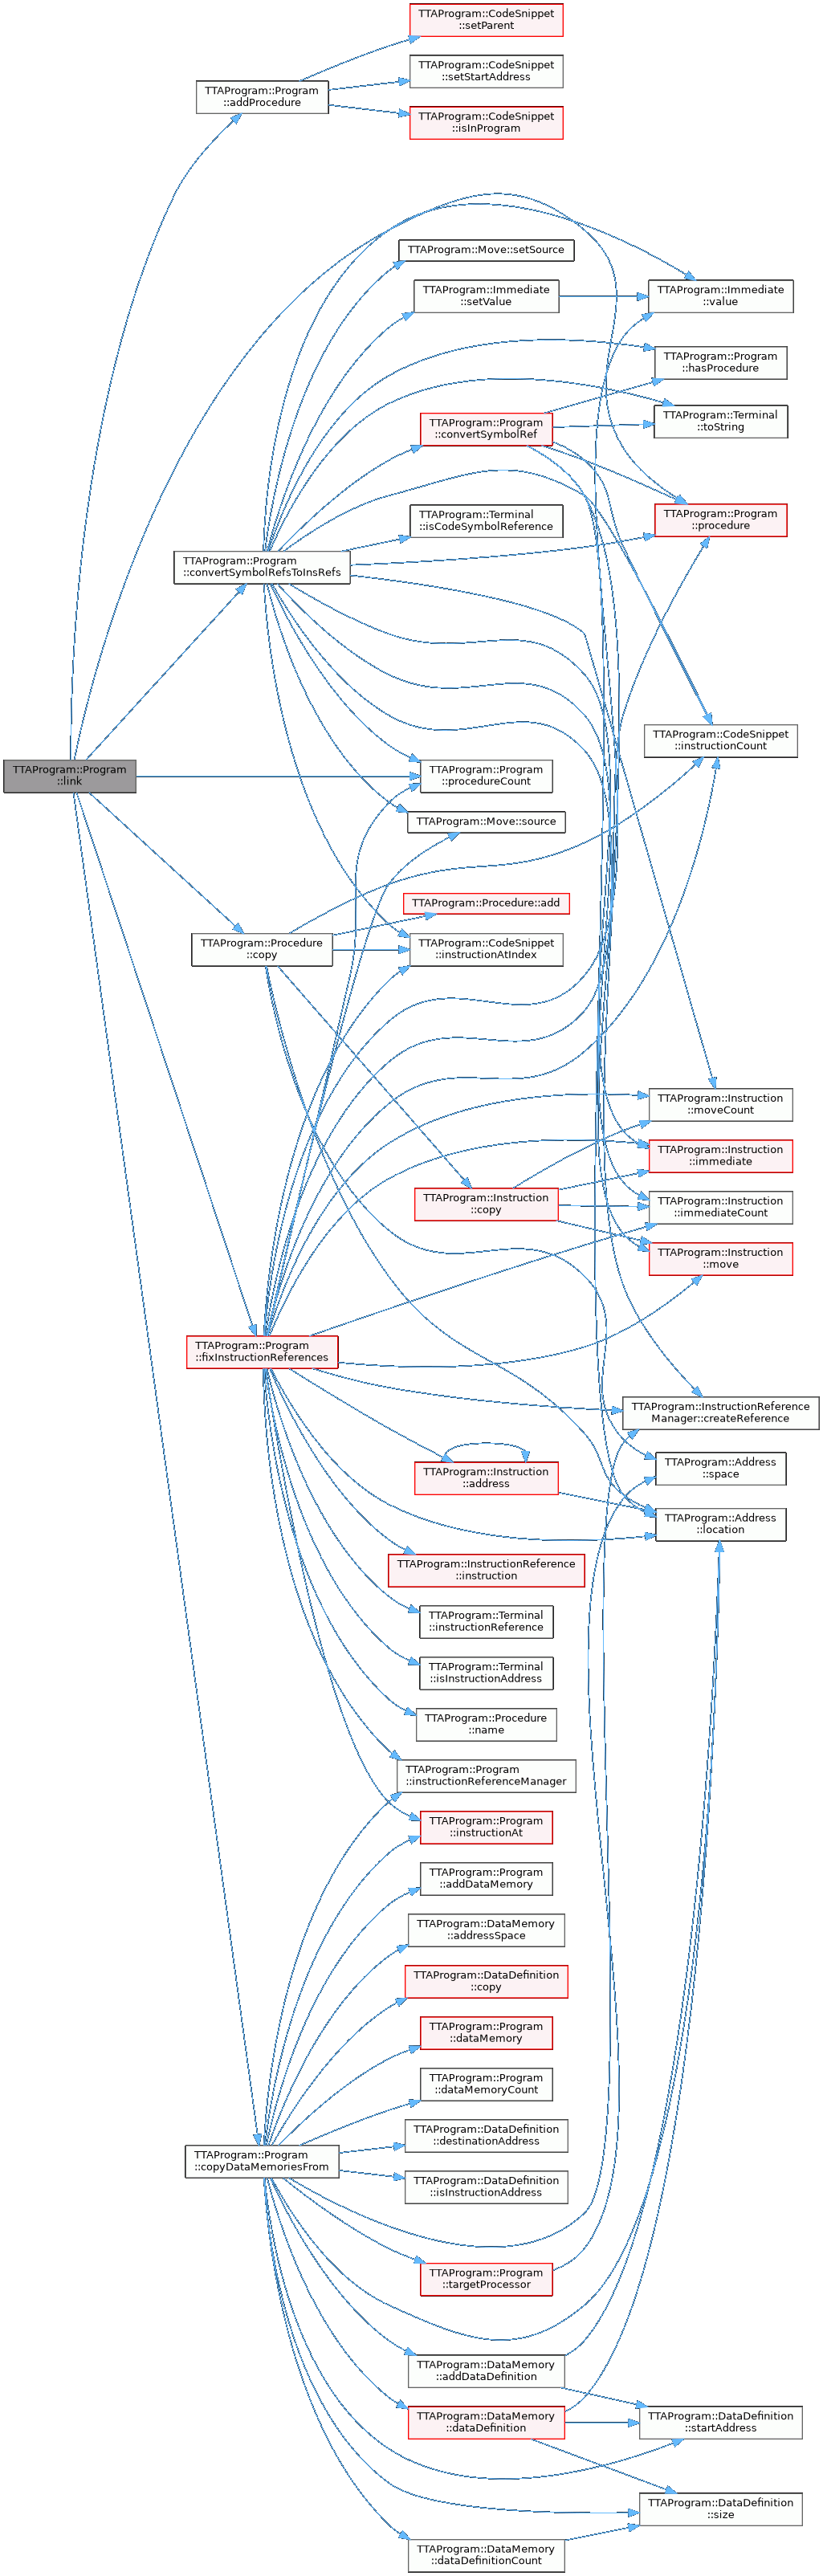 TTAProgram::CodeSnippet
::setParent
TTAProgram::CodeSnippet
::setStartAddress
TTAProgram::Program
::addProcedure
TTAProgram::CodeSnippet
::isInProgram
TTAProgram::Move::setSource
TTAProgram::Immediate
::setValue
TTAProgram::Immediate
::value
TTAProgram::Program
::hasProcedure
TTAProgram::Program
::convertSymbolRef
TTAProgram::Terminal
::toString
TTAProgram::Terminal
::isCodeSymbolReference
TTAProgram::Program
::procedure
TTAProgram::Program
::convertSymbolRefsToInsRefs
TTAProgram::CodeSnippet
::instructionCount
TTAProgram::Program
::link
TTAProgram::Program
::procedureCount
TTAProgram::Move::source
TTAProgram::Procedure::add
TTAProgram::Procedure
::copy
TTAProgram::CodeSnippet
::instructionAtIndex
TTAProgram::Instruction
::moveCount
TTAProgram::Instruction
::immediate
TTAProgram::Instruction
::copy
TTAProgram::Instruction
::immediateCount
TTAProgram::Instruction
::move
TTAProgram::Program
::fixInstructionReferences
TTAProgram::InstructionReference
Manager::createReference
TTAProgram::Instruction
::address
TTAProgram::Address
::space
TTAProgram::Address
::location
TTAProgram::InstructionReference
::instruction
TTAProgram::Terminal
::instructionReference
TTAProgram::Terminal
::isInstructionAddress
TTAProgram::Procedure
::name
TTAProgram::Program
::instructionReferenceManager
TTAProgram::Program
::instructionAt
TTAProgram::Program
::addDataMemory
TTAProgram::DataMemory
::addressSpace
TTAProgram::DataDefinition
::copy
TTAProgram::Program
::dataMemory
TTAProgram::Program
::dataMemoryCount
TTAProgram::DataDefinition
::destinationAddress
TTAProgram::Program
::copyDataMemoriesFrom
TTAProgram::DataDefinition
::isInstructionAddress
TTAProgram::Program
::targetProcessor
TTAProgram::DataMemory
::addDataDefinition
TTAProgram::DataMemory
::dataDefinition
TTAProgram::DataDefinition
::startAddress
TTAProgram::DataDefinition
::size
TTAProgram::DataMemory
::dataDefinitionCount